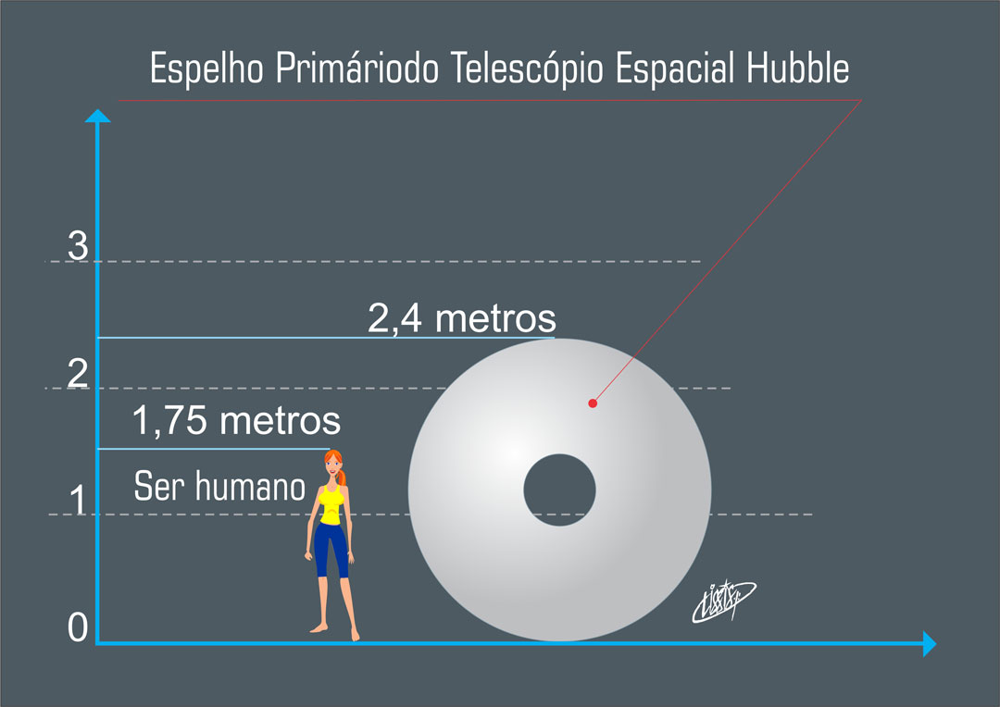 Espelho Primáriodo Telescópio Espacial Hubble
3
2,4 metros
2
1,75 metros
Ser humano
1
0